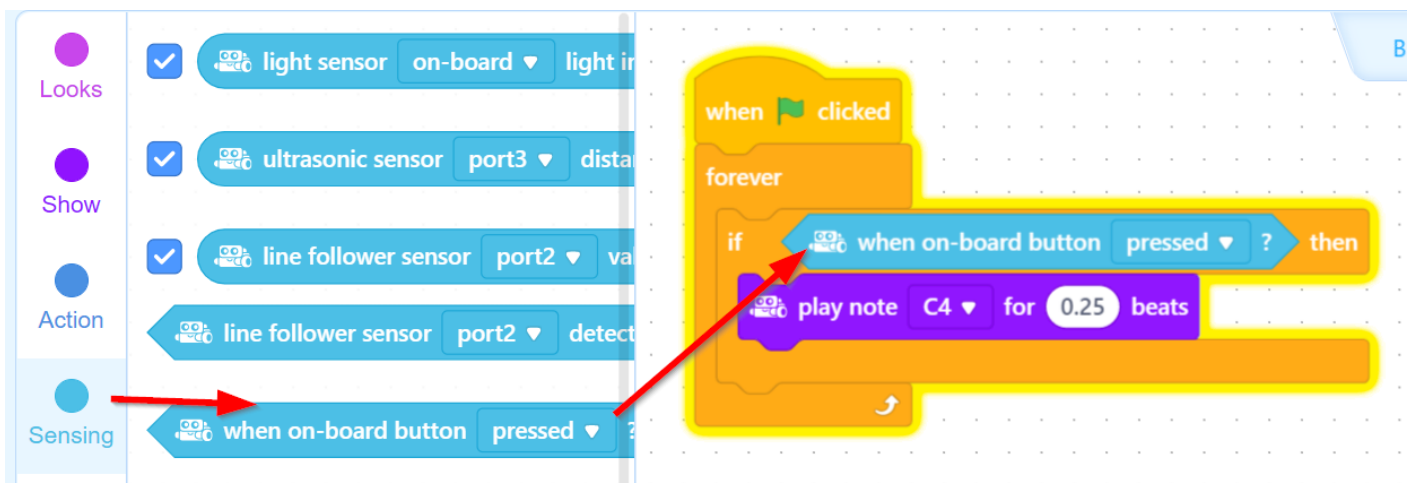 Looks
Show
Action
Sensing
light sensor on-board light in
ultrasonic sensor port3 dista
line follower sensor port2 val
line follower sensor port2 detect
when on-board button pressed ?
when clicked
forever
if when on-board button pressed ? then
play note C4 for 0.25 beats
B